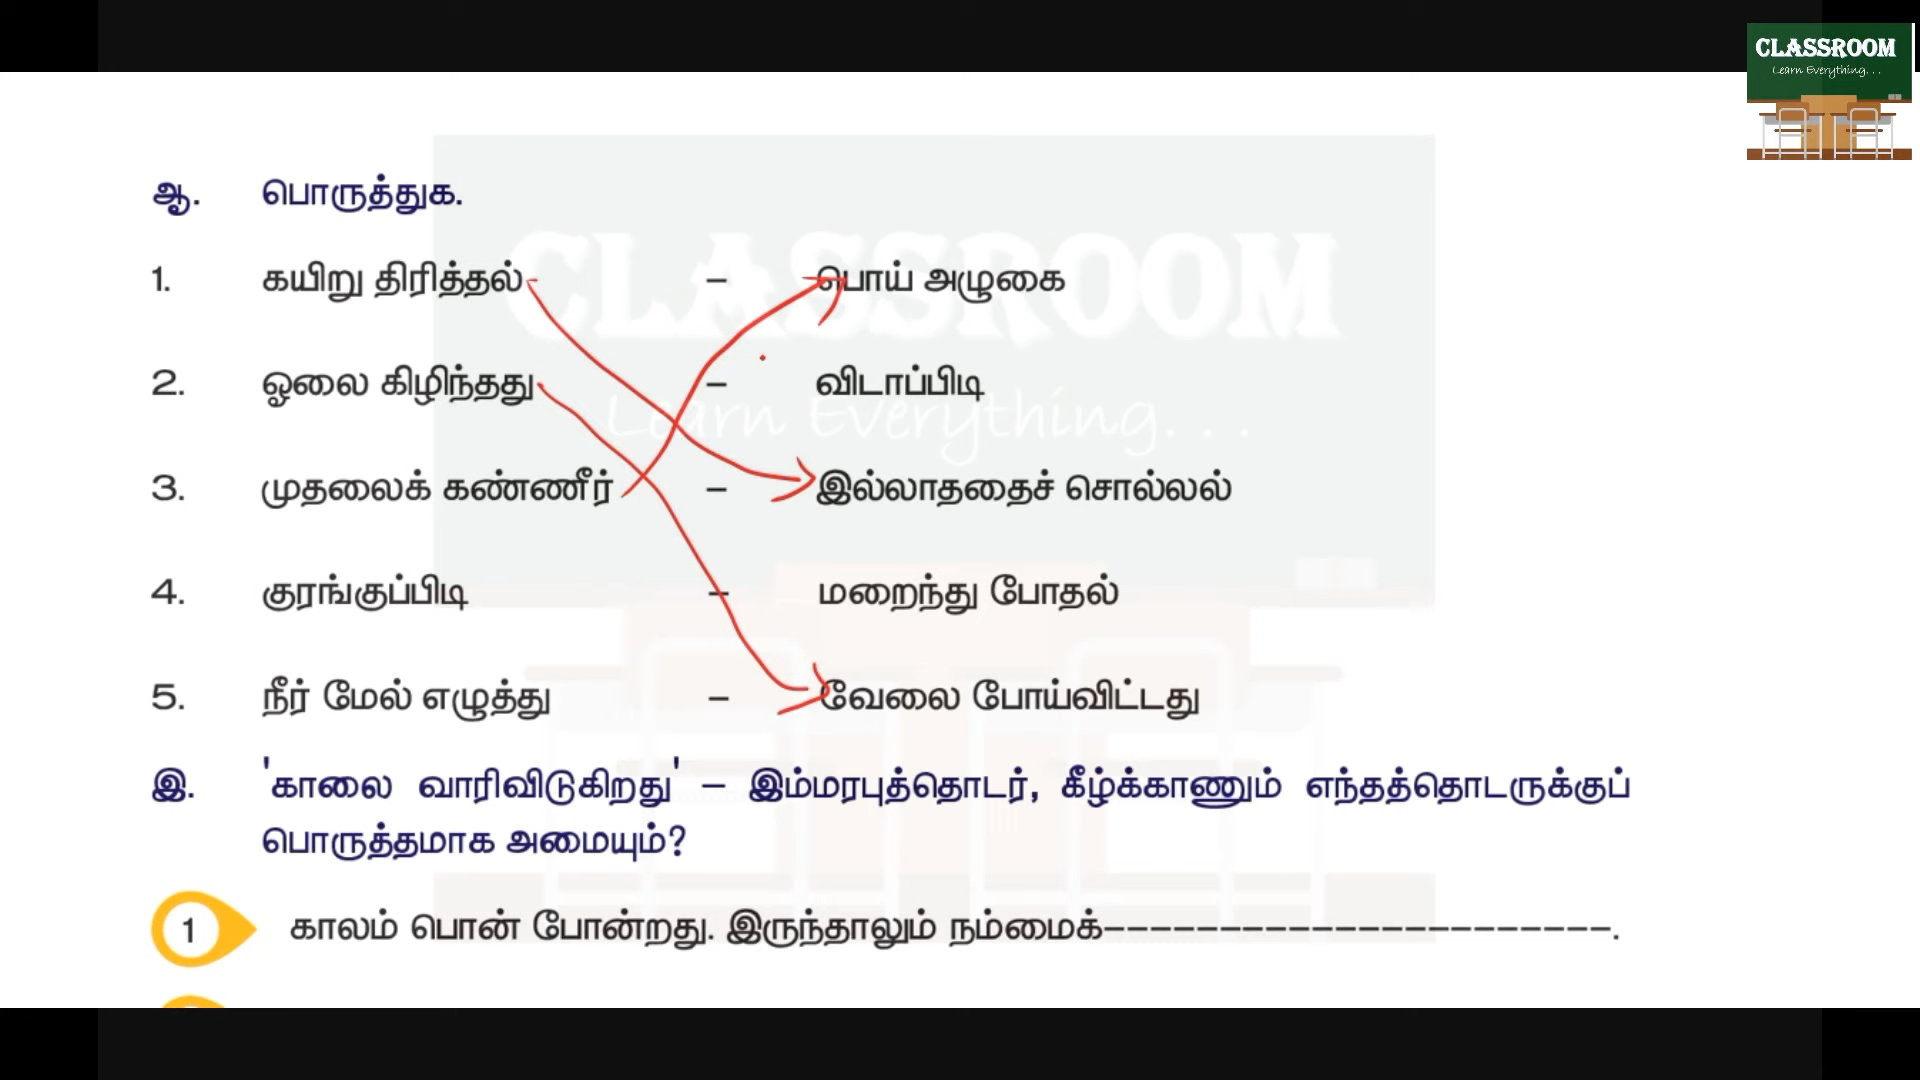 CLASSROOM
Learn Everything...
ஆ. பொருத்துக.
1. கயிறு திரித்தல் – பொய் அழுகை
2. ஓலை கிழிந்தது – விடாப்பிடி
3. முதலைக் கண்ணீர் – இல்லாததைச் சொல்லல்
4. குரங்குப்பிடி – மறைந்து போதல்
5. நீர் மேல் எழுத்து – வேலை போய்விட்டது
இ. 'காலை வாரிவிடுகிறது' – இம்மரபுத்தொடர், கீழ்க்காணும் எந்தத்தொடருக்குப்
பொருத்தமாக அமையும்?
1 காலம் பொன் போன்றது. இருந்தாலும் நம்மைக்----------------------.
CLASSROOM
Learn Everything...